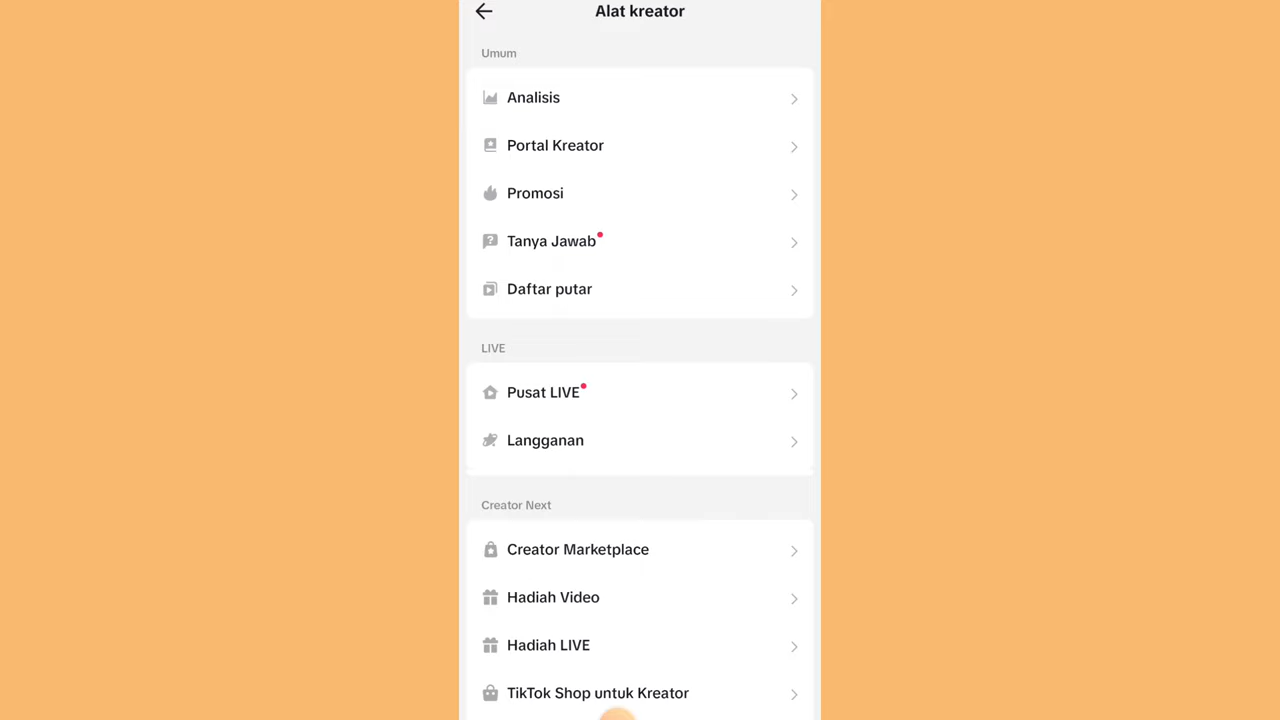 Alat kreator
Umum
Analisis
Portal Kreator
Promosi
Tanya Jawab
Daftar putar
LIVE
Pusat LIVE
Langganan
Creator Next
Creator Marketplace
Hadiah Video
Hadiah LIVE
TikTok Shop untuk Kreator